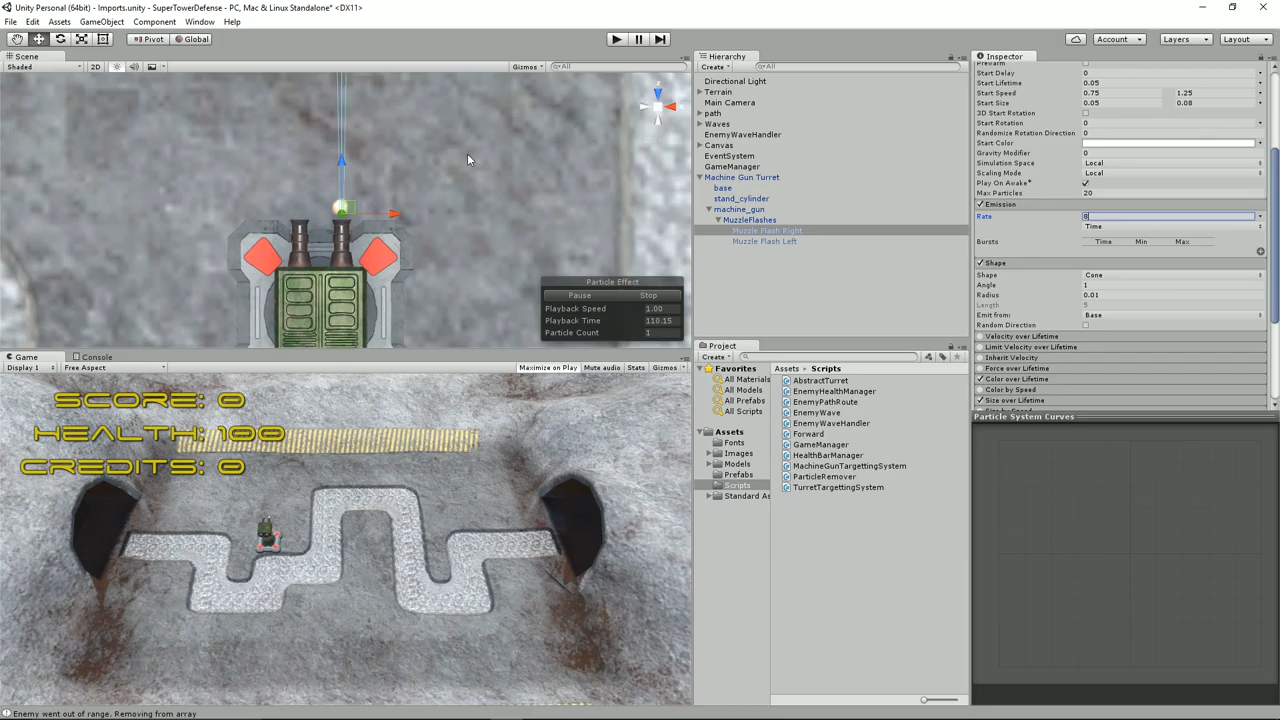 Unity Personal (64bit) - Imports.unity - SuperTowerDefense - PC, Mac & Linux Standalone* <DX11>
File Edit Assets GameObject Component Window Help
Pivot Global Account Layers Layout
Scene
Shaded 2D Gizmos All
Particle Effect
Pause Stop
Playback Speed 1.00
Playback Time 110.15
Particle Count 1
Hierarchy
Create All
Directional Light
Terrain
Main Camera
path
Waves
EnemyWaveHandler
Canvas
EventSystem
GameManager
Machine Gun Turret
base
stand_cylinder
machine_gun
MuzzleFlashes
Muzzle Flash Right
Muzzle Flash Left
Inspector
Prewarm
Start Delay 0
Start Lifetime 0.05
Start Speed 0.75 1.25
Start Size 0.05 0.08
3D Start Rotation
Start Rotation 0
Randomize Rotation Direction 0
Start Color
Gravity Modifier 0
Simulation Space Local
Scaling Mode Local
Play On Awake*
Max Particles 20
Emission
Rate 8
Time
Bursts Time Min Max
Shape
Shape Cone
Angle 1
Radius 0.01
Length 5
Emit from: Base
Random Direction
Velocity over Lifetime
Limit Velocity over Lifetime
Inherit Velocity
Force over Lifetime
Color over Lifetime
Color by Speed
Size over Lifetime
Size by Speed
Particle System Curves
Game Console
Display 1 Free Aspect Maximize on Play Mute audio Stats Gizmos
SCORE: 0
HEALTH: 100
CREDITS: 0
Project
Create
Favorites
All Materials
All Models
All Prefabs
All Scripts
Assets
Fonts
Images
Models
Prefabs
Scripts
Standard As
Assets Scripts
AbstractTurret
EnemyHealthManager
EnemyPathRoute
EnemyWave
EnemyWaveHandler
Forward
GameManager
HealthBarManager
MachineGunTargettingSystem
ParticleRemover
TurretTargettingSystem
Enemy went out of range. Removing from array